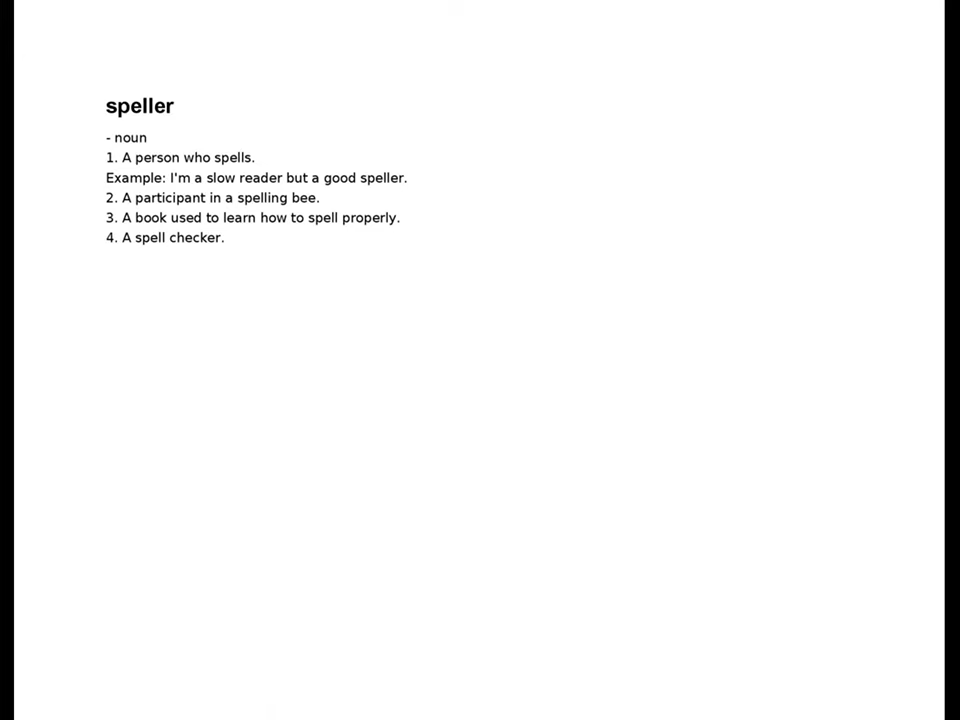 speller
- noun
1. A person who spells.
Example: I'm a slow reader but a good speller.
2. A participant in a spelling bee.
3. A book used to learn how to spell properly.
4. A spell checker.